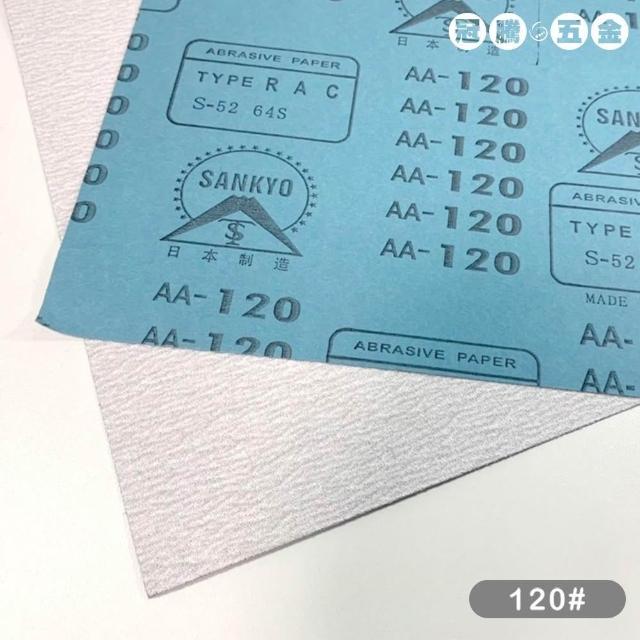 冠騰五金
ABRASIVE PAPER
TYPE R A C
S-52 64S
SANKYO
日本製造
AA-120
AA-120
AA-120
AA-120
AA-120
AA-120
AA-120
AA-120
ABRASIVE PAPER
SANKYO
ABRASIVE
TYPE
S-52
MADE
AA-
AA-
120#